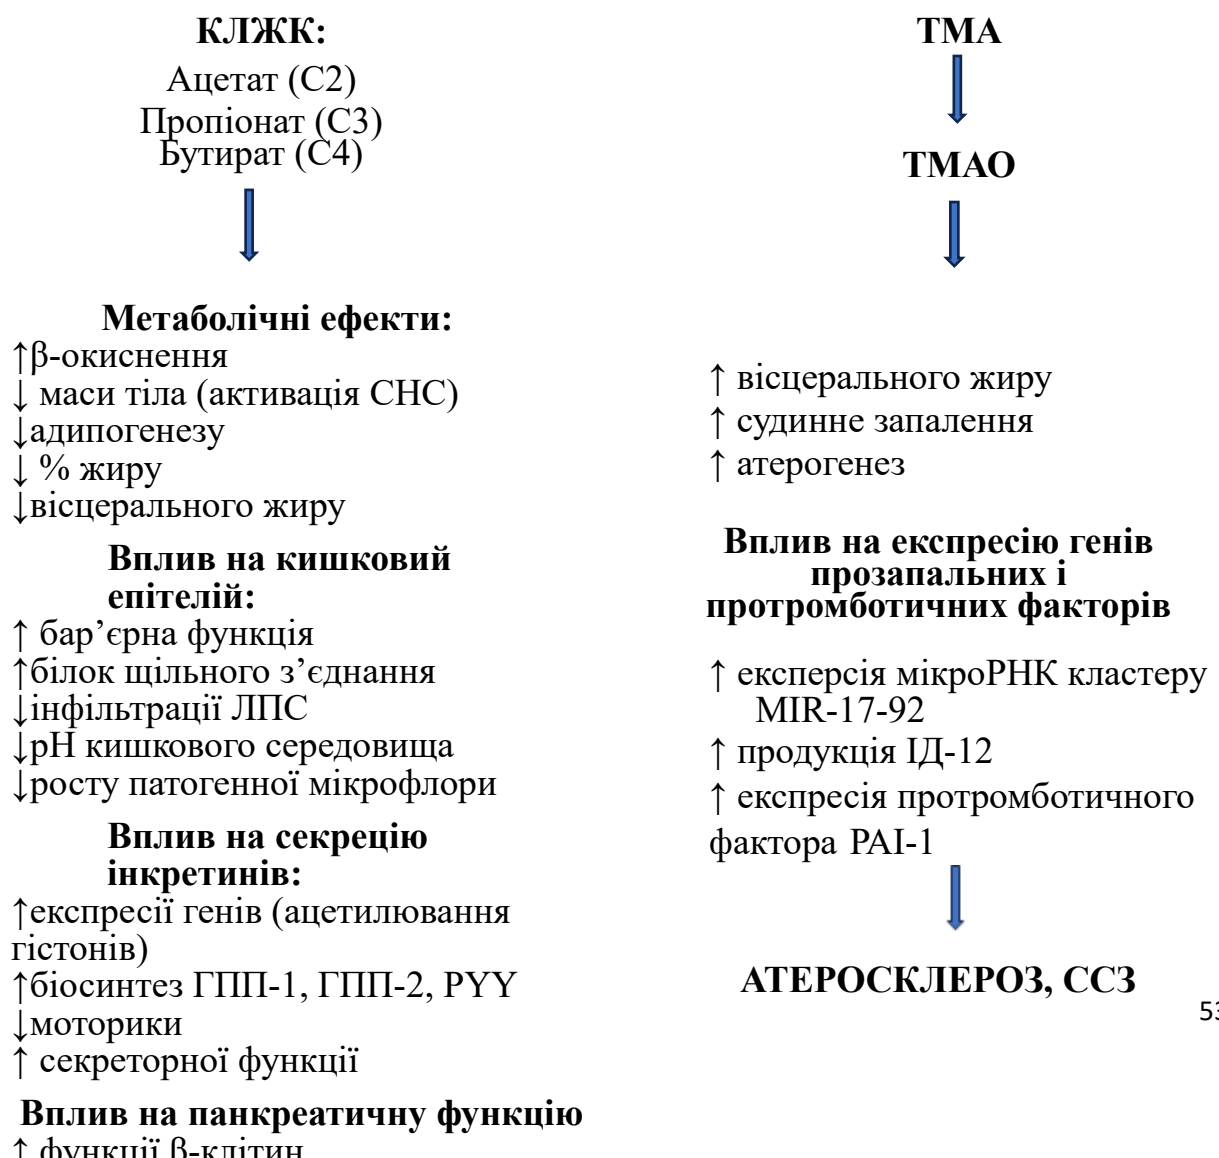 КЛЖК:
Ацетат (С2)
Пропіонат (С3)
Бутират (С4)
Метаболічні ефекти:
↑β-окиснення
↓ маси тіла (активація СНС)
↓адипогенезу
↓ % жиру
↓вісцерального жиру
Вплив на кишковий
епітелій:
↑ бар’єрна функція
↑білок щільного з’єднання
↓інфільтрації ЛПС
↓рН кишкового середовища
↓росту патогенної мікрофлори
Вплив на секрецію
інкретинів:
↑експресії генів (ацетилювання
гістонів)
↑біосинтез ГПП-1, ГПП-2, PYY
↓моторики
↑ секреторної функції
Вплив на панкреатичну функцію
↑ функції β-клітин
ТМА
ТМАО
↑ вісцерального жиру
↑ судинне запалення
↑ атерогенез
Вплив на експресію генів
прозапальних і
протромботичних факторів
↑ експерсія мікроРНК кластеру
MIR-17-92
↑ продукція ІД-12
↑ експресія протромботичного
фактора PAI-1
АТЕРОСКЛЕРОЗ, ССЗ
53